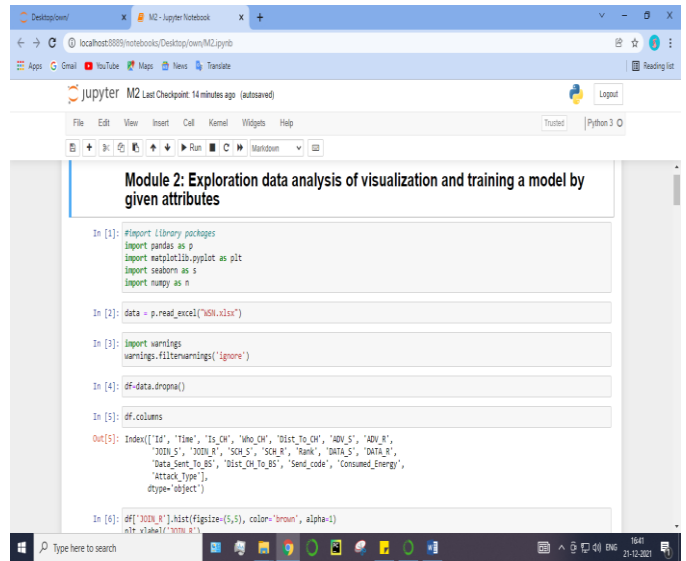 Desktop/own/ x M2 - Jupyter Notebook x +
localhost:8889/notebooks/Desktop/own/M2.ipynb
Apps Gmail YouTube Maps News Translate Reading list
jupyter M2 Last Checkpoint: 14 minutes ago (autosaved) Logout
File Edit View Insert Cell Kernel Widgets Help Trusted Python 3
Run Markdown
Module 2: Exploration data analysis of visualization and training a model by
given attributes
In [1]: #import library packages
import pandas as p
import matplotlib.pyplot as plt
import seaborn as s
import numpy as n
In [2]: data = p.read_excel("WSN.xlsx")
In [3]: import warnings
warnings.filterwarnings('ignore')
In [4]: df=data.dropna()
In [5]: df.columns
Out[5]: Index(['Id', 'Time', 'Is_CH', 'Who_CH', 'Dist_To_CH', 'ADV_S', 'ADV_R',
'JOIN_S', 'JOIN_R', 'SCH_S', 'SCH_R', 'Rank', 'DATA_S', 'DATA_R',
'Data_Sent_To_BS', 'Dist_CH_To_BS', 'Send_code', 'Consumed_Energy',
'Attack_Type'],
dtype='object')
In [6]: df['JOIN_R'].hist(figsize=(5,5), color='brown', alpha=1)
plt.xlabel('JOIN_R')
Type here to search ENG 16:41
21-12-2021